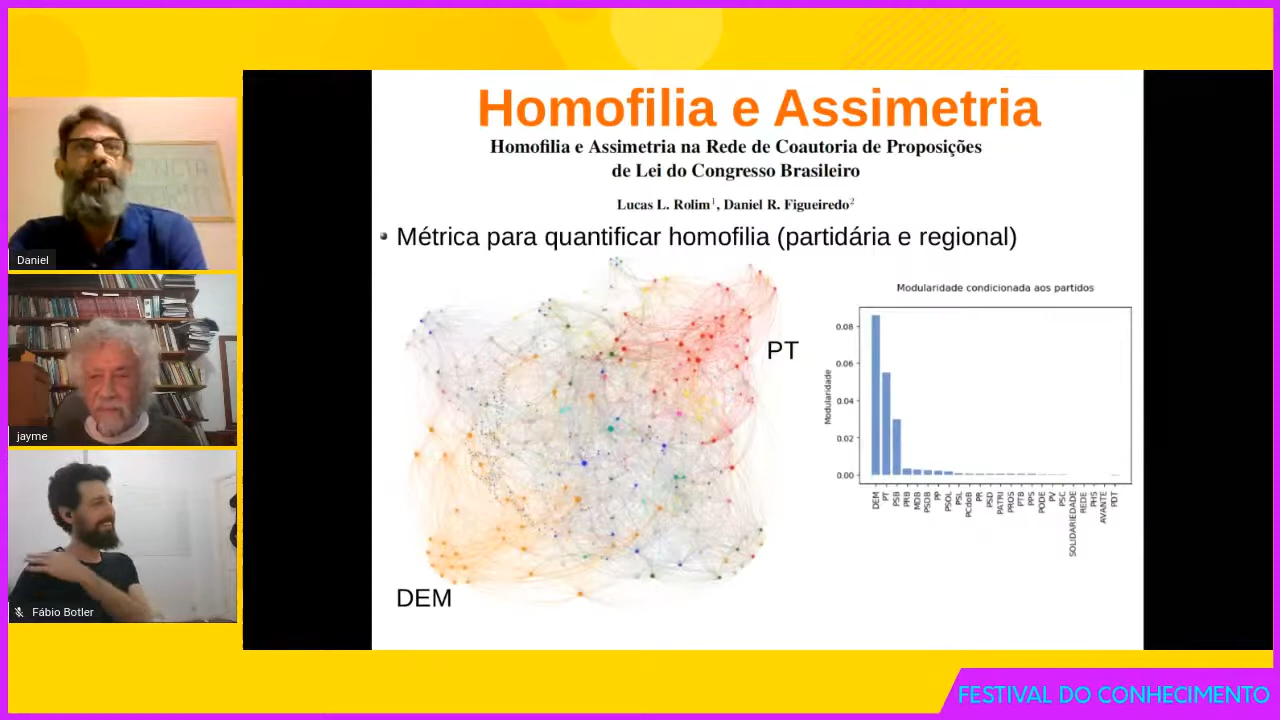 Homofilia e Assimetria
Homofilia e Assimetria na Rede de Coautoria de Proposições
de Lei do Congresso Brasileiro
Lucas L. Rolim¹, Daniel R. Figueiredo²
Métrica para quantificar homofilia (partidária e regional)
PT
DEM
Modularidade condicionada aos partidos
Modularidade
0.08
0.06
0.04
0.02
0.00
DEM
PT
PSB
PRB
MDB
PSDB
PP
PSOL
PSL
PCdoB
PR
PSD
PATRI
PROS
PTB
PPS
PODE
PV
PSC
SOLIDARIEDADE
REDE
PHS
AVANTE
PDT
Daniel
jayme
Fábio Botler
FESTIVAL DO CONHECIMENTO